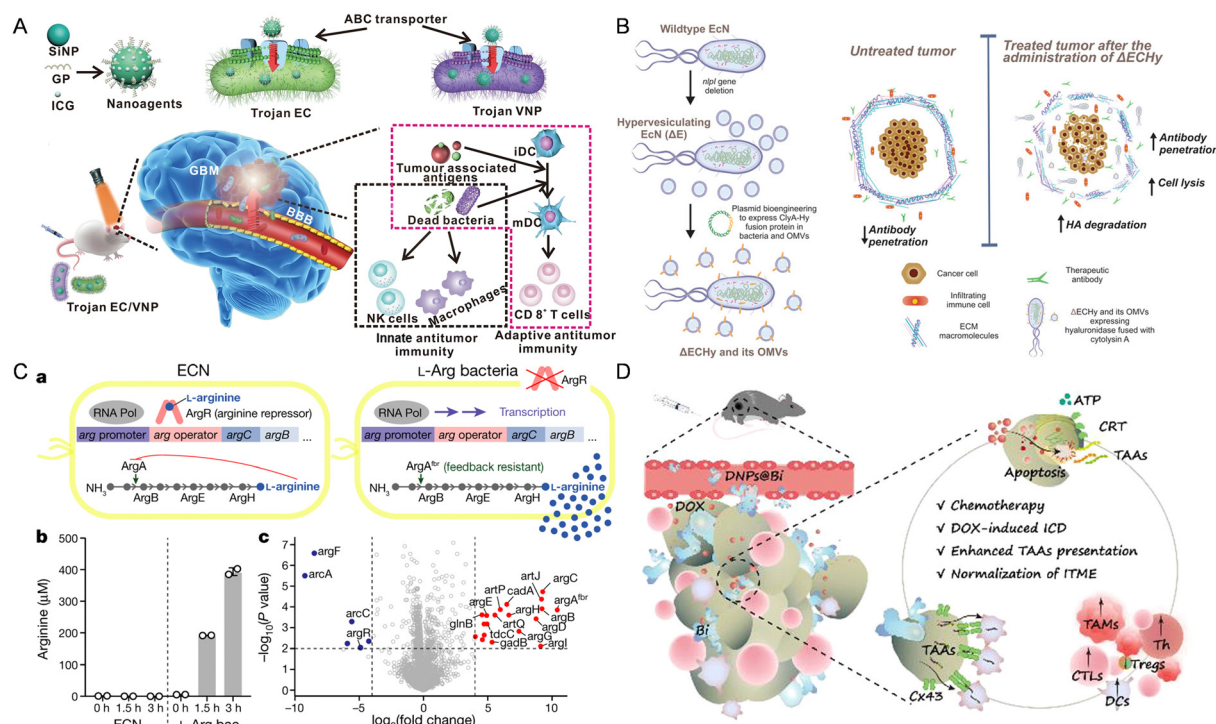 A
SiNP
GP
ICG
Nanoagents
ABC transporter
Trojan EC
Trojan VNP
GBM
BBB
Trojan EC/VNP
Tumour associated
antigens
Dead bacteria
iDC
mDC
NK cells
Macrophages
CD 8+ T cells
Innate antitumor
immunity
Adaptive antitumor
immunity
B
Wildtype EcN
nlpI gene
deletion
Hypervesiculating
EcN (ΔE)
Plasmid bioengineering
to express ClyA-Hy
fusion protein in
bacteria and OMVs
ΔECHy and its OMVs
Untreated tumor
Treated tumor after the
administration of ΔECHy
Antibody
penetration
Antibody
penetration
Cell lysis
HA degradation
Cancer cell
Infiltrating
immune cell
ECM
macromolecules
Therapeutic
antibody
ΔECHy and its OMVs
expressing
hyaluronidase fused with
cytolysin A
C
a
ECN
L-arginine
RNA Pol
ArgR (arginine repressor)
arg promoter arg operator argC argB ...
ArgA
NH3 ArgB ArgE ArgH L-arginine
L-Arg bacteria
ArgR
RNA Pol Transcription
arg promoter arg operator argC argB ...
ArgAfbr (feedback resistant)
NH3 ArgB ArgE ArgH L-arginine
b
Arginine (μM)
500
400
300
200
100
0
0 h 1.5 h 3 h 0 h 1.5 h 3 h
c
−log10(P value)
7
6
5
4
3
2
1
0
argF
arcA
arcC
argR
artJ
argC
artP
cadA
argAfbr
argE
argH
argB
glnB
artQ
argD
tdcC
argG
gadB
argI
−10 −5 0 5 10
log2(fold change)
D
DNPs@Bi
DOX
Bi
ATP
CRT
TAAs
Apoptosis
√ Chemotherapy
√ DOX-induced ICD
√ Enhanced TAAs presentation
√ Normalization of ITME
TAAs
Cx43
TAMs
Th
Tregs
CTLs
DCs